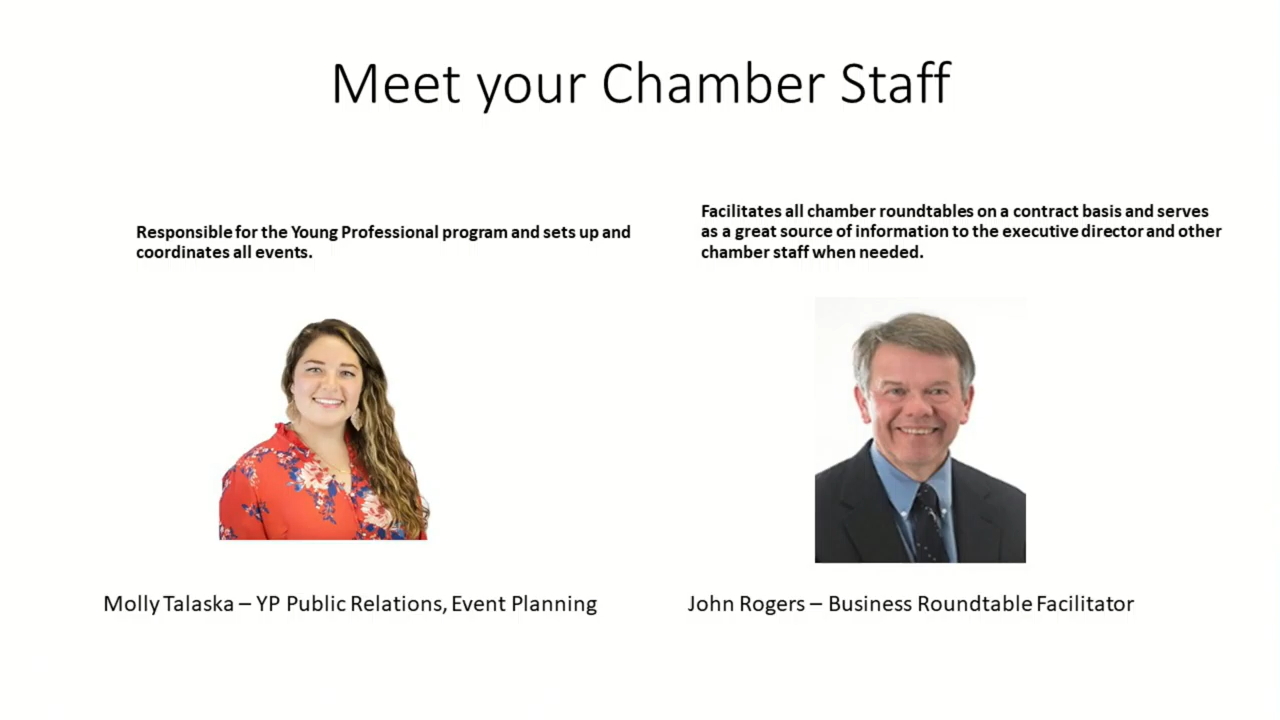 Meet your Chamber Staff
Responsible for the Young Professional program and sets up and
coordinates all events.
Facilitates all chamber roundtables on a contract basis and serves
as a great source of information to the executive director and other
chamber staff when needed.
Molly Talaska – YP Public Relations, Event Planning
John Rogers – Business Roundtable Facilitator